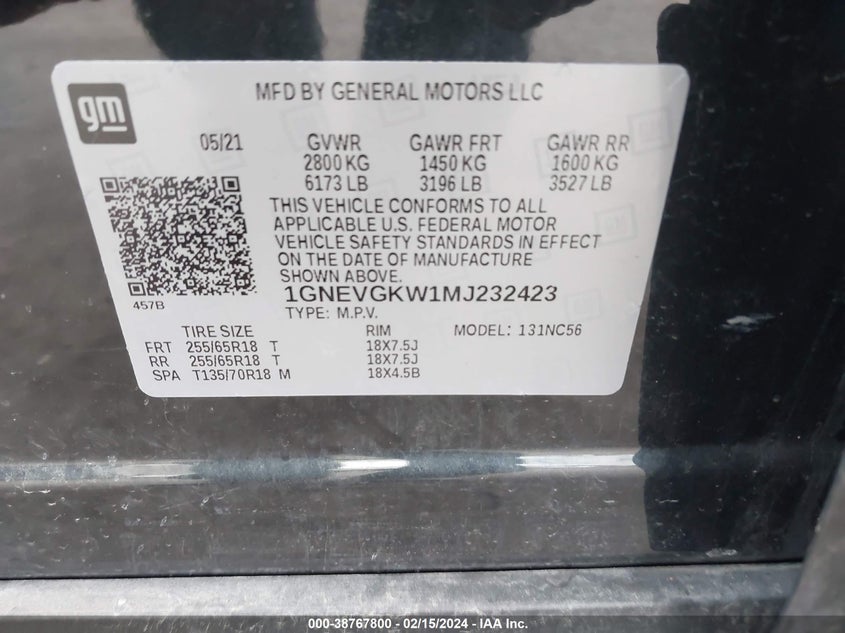 gm
MFD BY GENERAL MOTORS LLC
05/21 GVWR GAWR FRT GAWR RR
2800 KG 1450 KG 1600 KG
6173 LB 3196 LB 3527 LB
THIS VEHICLE CONFORMS TO ALL
APPLICABLE U.S. FEDERAL MOTOR
VEHICLE SAFETY STANDARDS IN EFFECT
ON THE DATE OF MANUFACTURE
SHOWN ABOVE.
457B
1GNEVGKW1MJ232423
TYPE: M.P.V.
TIRE SIZE RIM MODEL: 131NC56
FRT 255/65R18 T 18X7.5J
RR 255/65R18 T 18X7.5J
SPA T135/70R18 M 18X4.5B
000-38767800 - 02/15/2024 - IAA Inc.